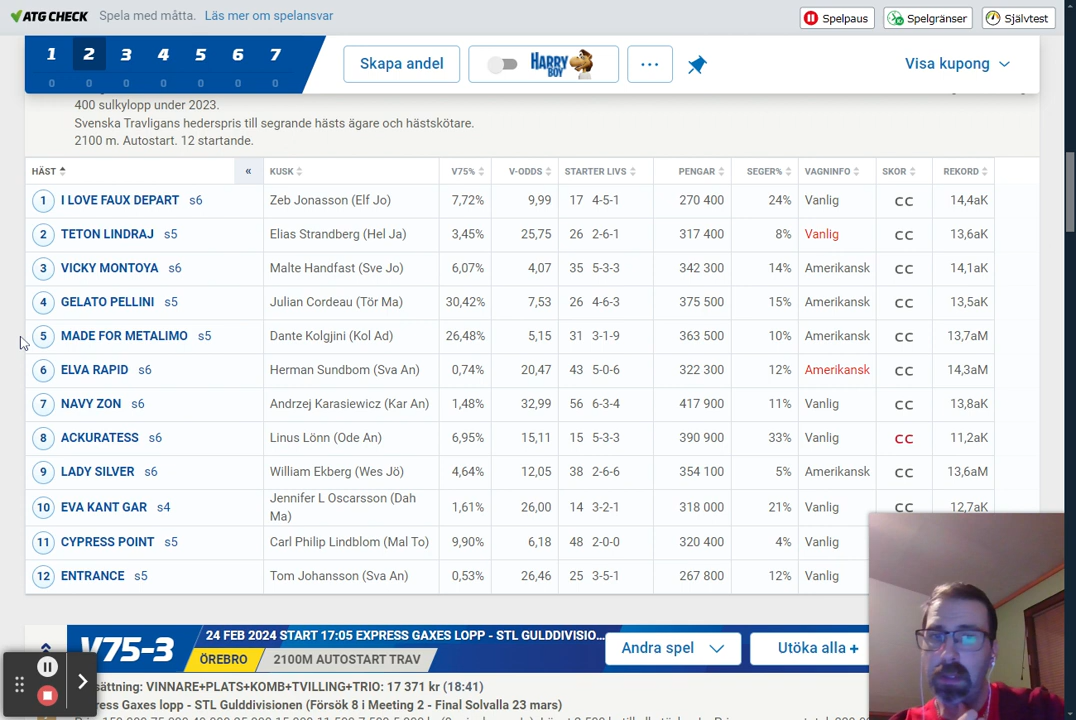 ATG CHECK Spela med måtta. Läs mer om spelansvar Spelpaus Spelgränser Självtest
1 2 3 4 5 6 7 Skapa andel HARRY BOY ... Visa kupong
0 0 0 0 0 0 0
400 sulkylopp under 2023.
Svenska Travligans hederspris till segrande hästs ägare och hästskötare.
2100 m. Autostart. 12 startande.
HÄST « KUSK V75% V-ODDS STARTER LIVS PENGAR SEGER% VAGNINFO SKOR REKORD
1 I LOVE FAUX DEPART s6 Zeb Jonasson (Elf Jo) 7,72% 9,99 17 4-5-1 270 400 24% Vanlig C C 14,4aK
2 TETON LINDRAJ s5 Elias Strandberg (Hel Ja) 3,45% 25,75 26 2-6-1 317 400 8% Vanlig C C 13,6aK
3 VICKY MONTOYA s6 Malte Handfast (Sve Jo) 6,07% 4,07 35 5-3-3 342 300 14% Amerikansk C C 14,1aK
4 GELATO PELLINI s5 Julian Cordeau (Tör Ma) 30,42% 7,53 26 4-6-3 375 500 15% Amerikansk C C 13,5aK
5 MADE FOR METALIMO s5 Dante Kolgjini (Kol Ad) 26,48% 5,15 31 3-1-9 363 500 10% Amerikansk C C 13,7aM
6 ELVA RAPID s6 Herman Sundbom (Sva An) 0,74% 20,47 43 5-0-6 322 300 12% Amerikansk C C 14,3aM
7 NAVY ZON s6 Andrzej Karasiewicz (Kar An) 1,48% 32,99 56 6-3-4 417 900 11% Vanlig C C 13,8aK
8 ACKURATESS s6 Linus Lönn (Ode An) 6,95% 15,11 15 5-3-3 390 900 33% Vanlig C C 11,2aK
9 LADY SILVER s6 William Ekberg (Wes Jö) 4,64% 12,05 38 2-6-6 354 100 5% Amerikansk C C 13,6aM
10 EVA KANT GAR s4 Jennifer L Oscarsson (Dah Ma) 1,61% 26,00 14 3-2-1 318 000 21% Vanlig C C 12,7aK
11 CYPRESS POINT s5 Carl Philip Lindblom (Mal To) 9,90% 6,18 48 2-0-0 320 400 4% Vanlig
12 ENTRANCE s5 Tom Johansson (Sva An) 0,53% 26,46 25 3-5-1 267 800 12% Vanlig
V75-3 24 FEB 2024 START 17:05 EXPRESS GAXES LOPP - STL GULDDIVISIO...
ÖREBRO 2100M AUTOSTART TRAV Ändra spel Utöka alla +
sättning: VINNARE+PLATS+KOMB+TVILLING+TRIO: 17 371 kr (18:41)
ress Gaxes lopp - STL Gulddivisionen (Försök 8 i Meeting 2 - Final Solvalla 23 mars)